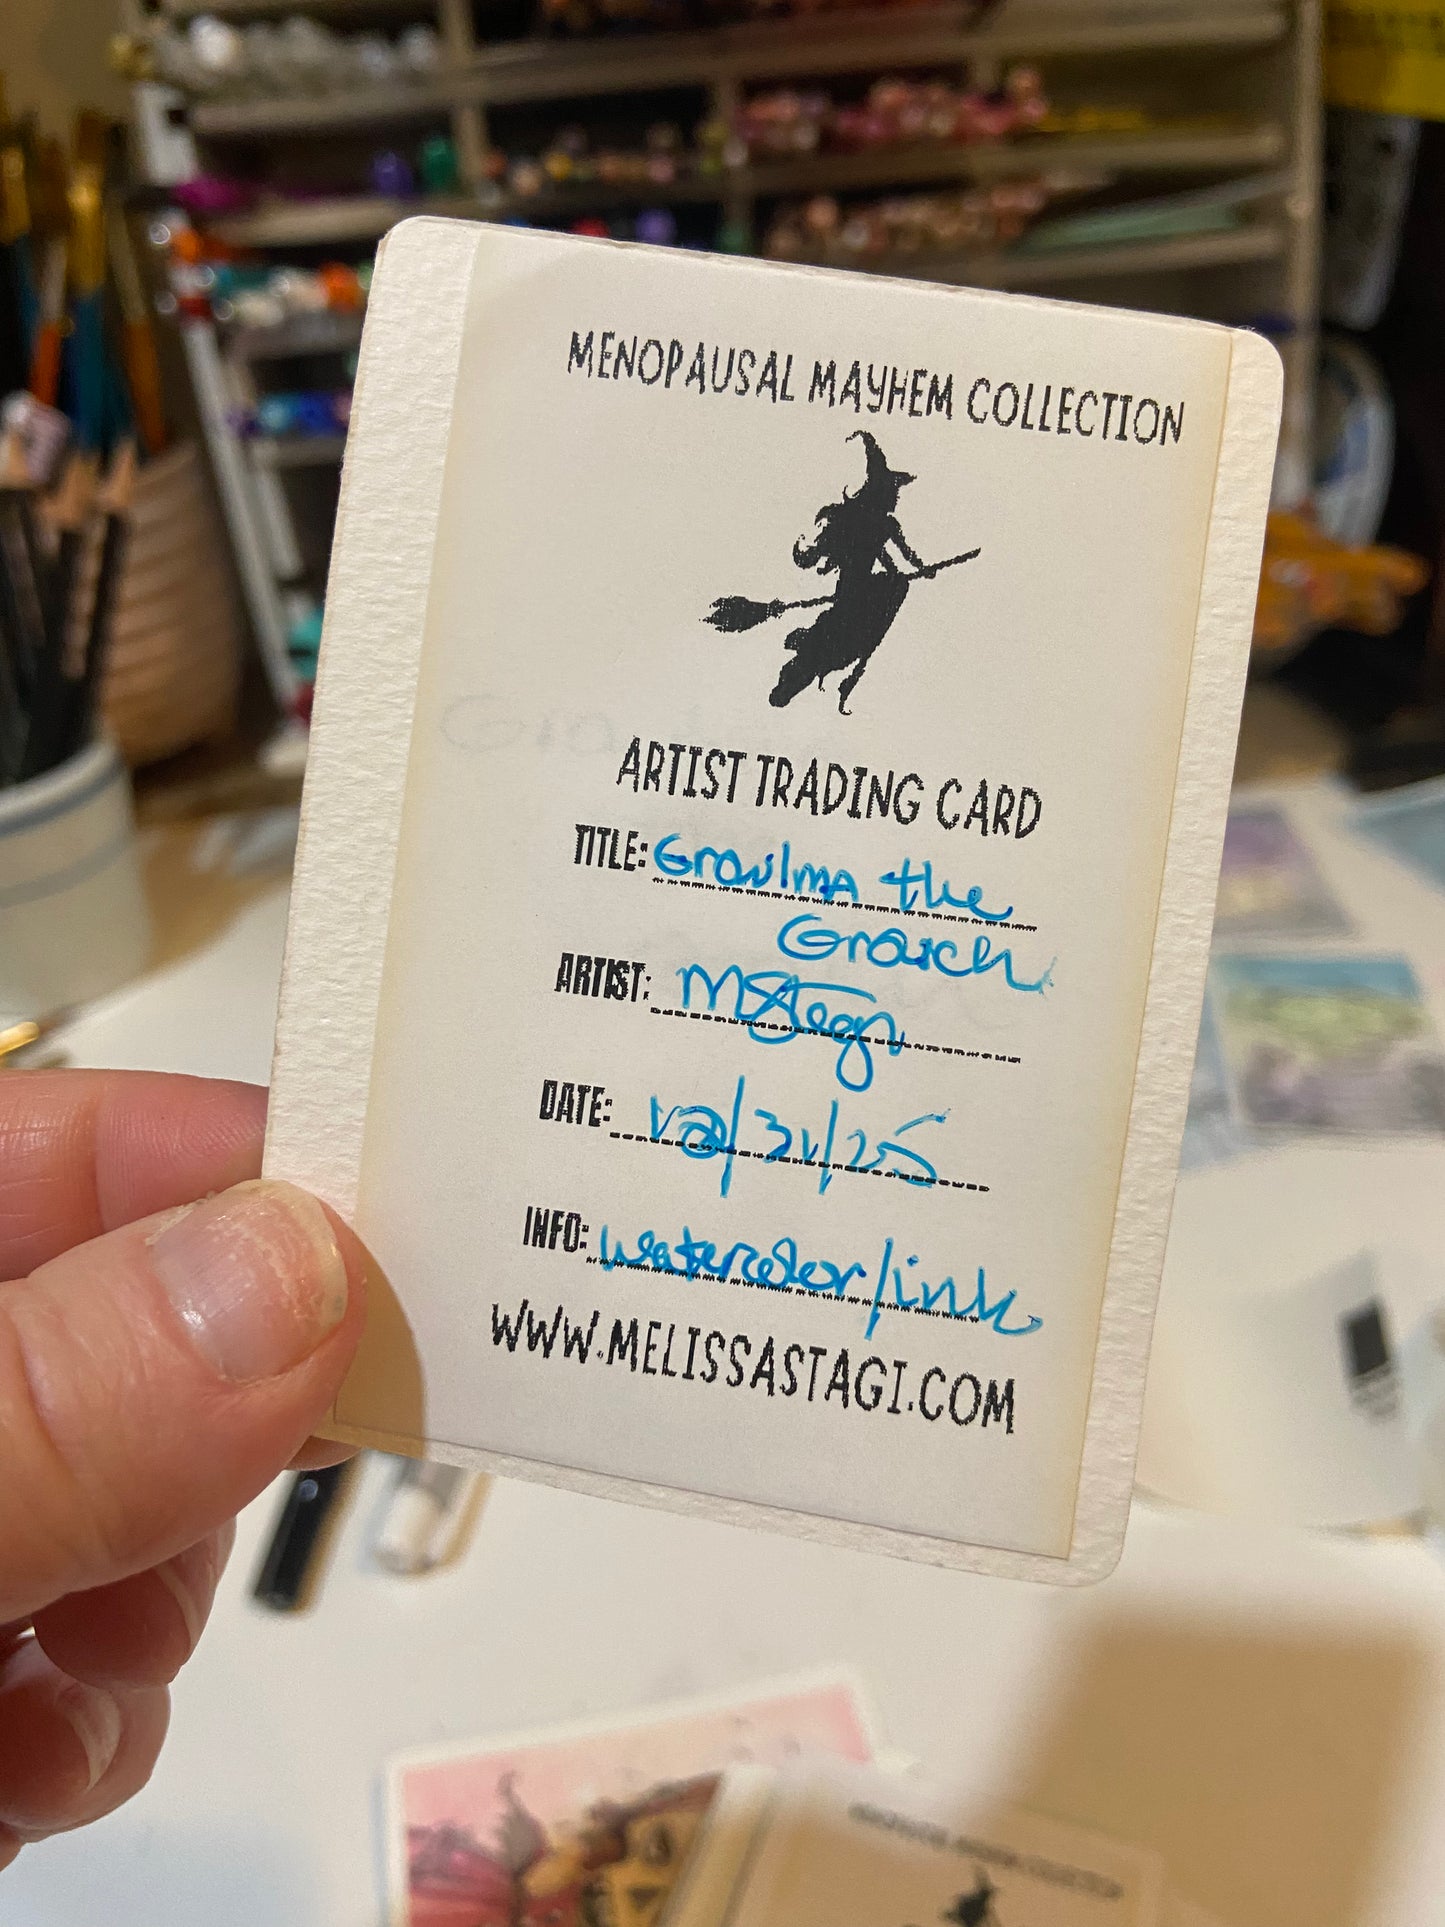 MENOPAUSAL MAYHEM COLLECTION
ARTIST TRADING CARD
TITLE: Grandma the
Grouch
ARTIST: MStagi
DATE: 12/31/25
INFO: watercolor/ink
WWW.MELISSASTAGI.COM